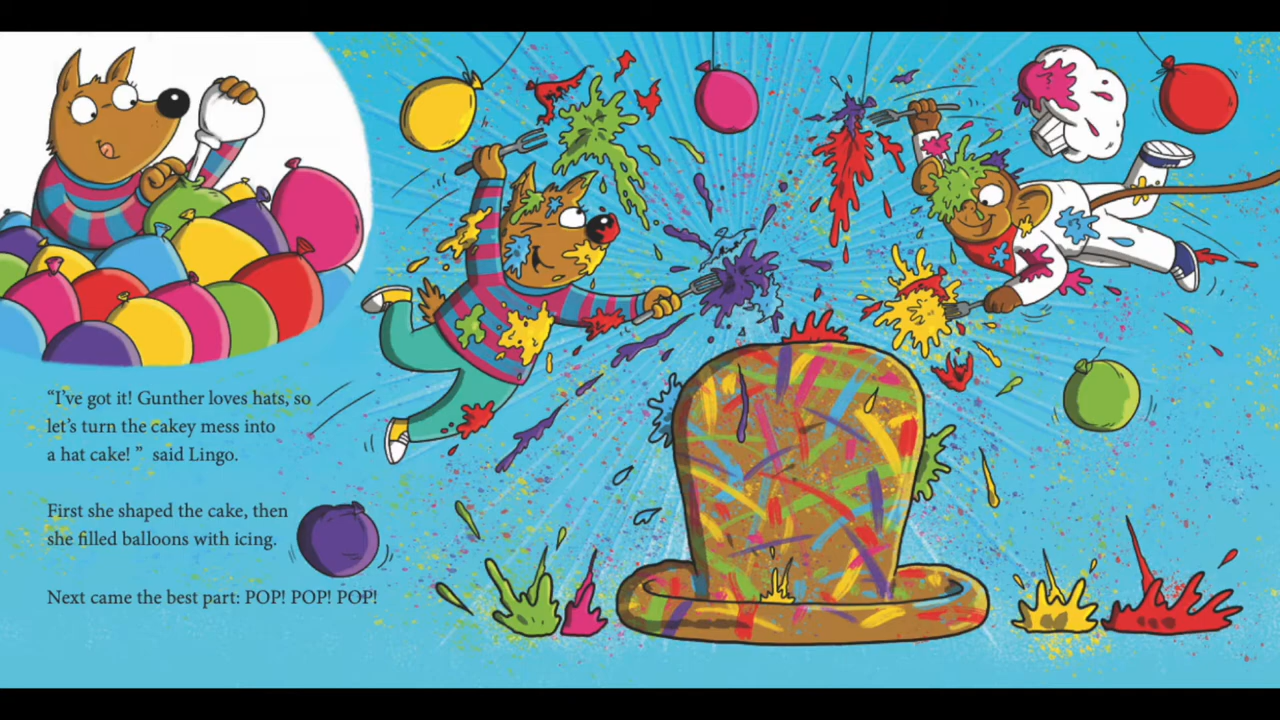 “I’ve got it! Gunther loves hats, so
let’s turn the cakey mess into
a hat cake! ”  said Lingo.
First she shaped the cake, then
she filled balloons with icing.
Next came the best part: POP! POP! POP!